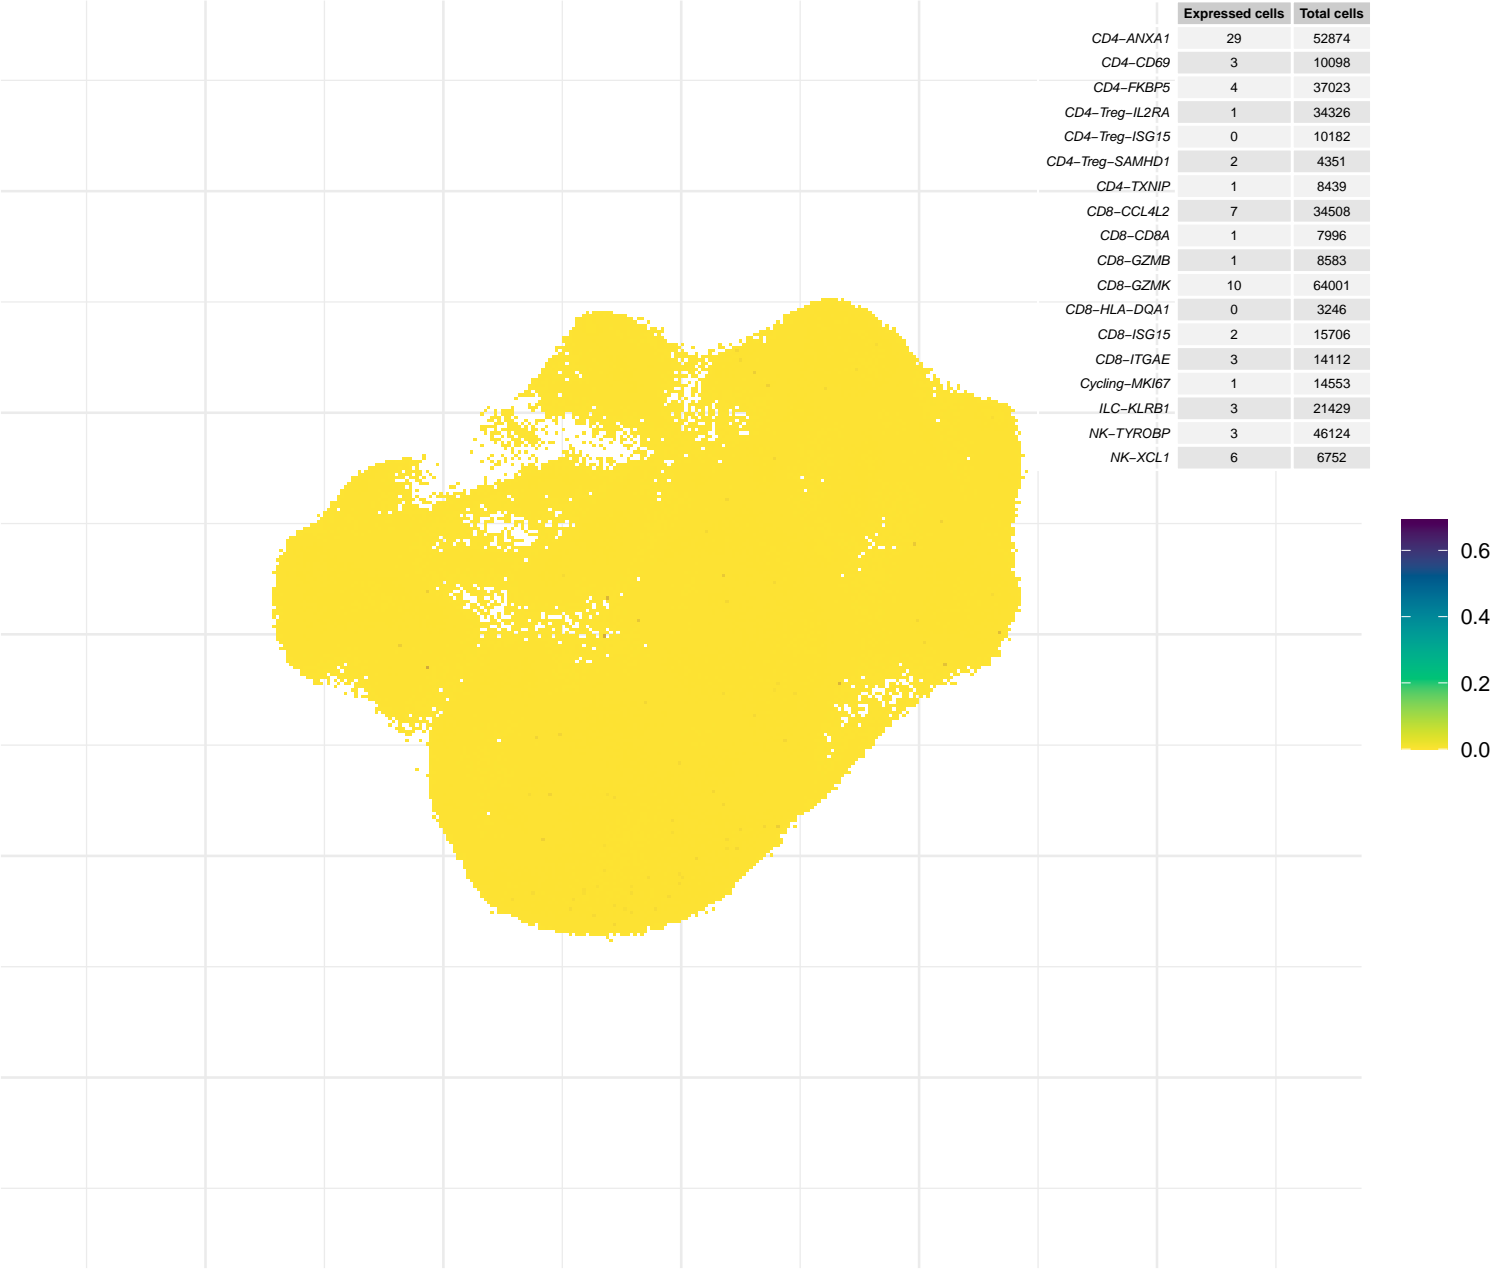 Expressed cells Total cells
CD4−ANXA1 29 52874
CD4−CD69 3 10098
CD4−FKBP5 4 37023
CD4−Treg−IL2RA 1 34326
CD4−Treg−ISG15 0 10182
CD4−Treg−SAMHD1 2 4351
CD4−TXNIP 1 8439
CD8−CCL4L2 7 34508
CD8−CD8A 1 7996
CD8−GZMB 1 8583
CD8−GZMK 10 64001
CD8−HLA−DQA1 0 3246
CD8−ISG15 2 15706
CD8−ITGAE 3 14112
Cycling−MKI67 1 14553
ILC−KLRB1 3 21429
NK−TYROBP 3 46124
NK−XCL1 6 6752
0.6
0.4
0.2
0.0